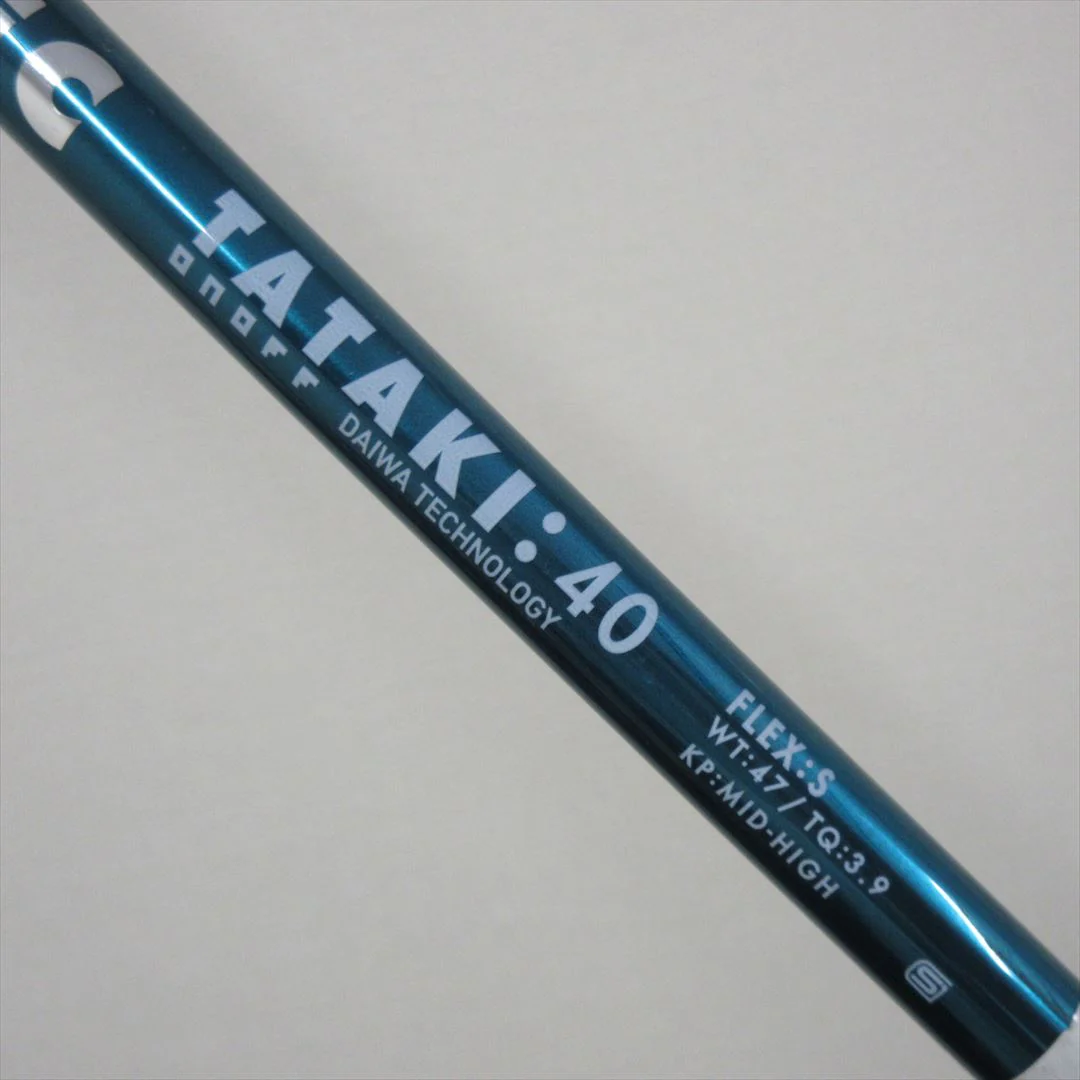 TATAKI:40
ONOFF DAIWA TECHNOLOGY
FLEX:S
WT:47/TQ:3.9
KP:MID-HIGH
S